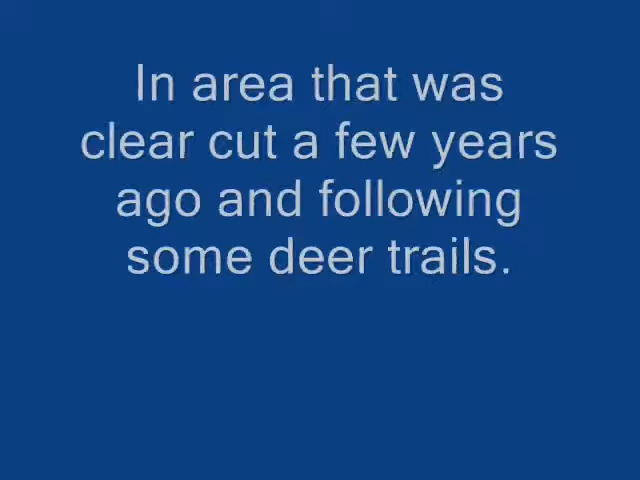 In area that was
clear cut a few years
ago and following
some deer trails.